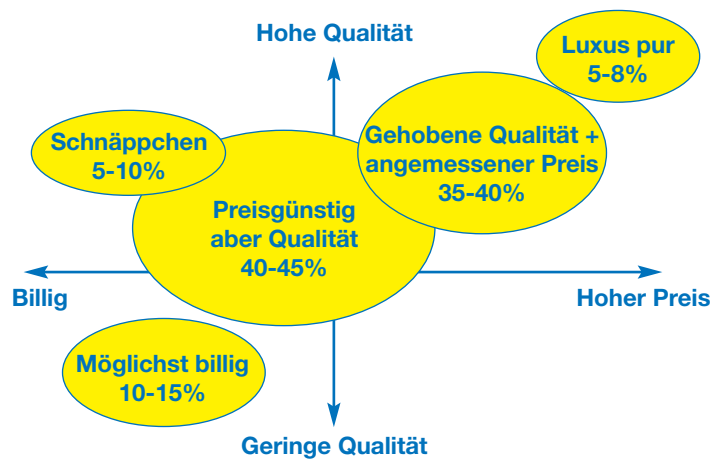 Hohe Qualität
Luxus pur
5-8%
Schnäppchen
5-10%
Gehobene Qualität +
angemessener Preis
35-40%
Preisgünstig
aber Qualität
40-45%
Billig
Hoher Preis
Möglichst billig
10-15%
Geringe Qualität